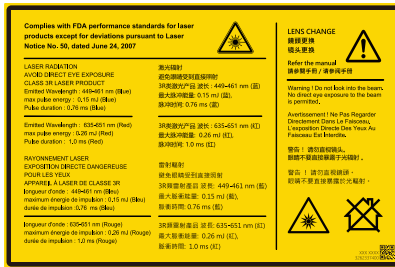 Complies with FDA performance standards for laser
products except for deviations pursuant to Laser
Notice No. 50, dated June 24, 2007
LASER RADIATION
AVOID DIRECT EYE EXPOSURE
CLASS 3R LASER PRODUCT
Emitted Wavelength : 449-461 nm (Blue)
max pulse energy : 0,15 mJ (Blue)
Pulse duration : 0.76 ms (Blue)
Emitted Wavelength : 635-651 nm (Red)
max pulse energy : 0.26 mJ (Red)
Pulse duration : 1,0 ms (Red)
RAYONNEMENT LASER
EXPOSITION DIRECTE DANGEREUSE
POUR LES YEUX
APPAREIL À LASER DE CLASSE 3R
longueur d'onde : 449-461 nm (Bleu)
maximum énergie de impulsion : 0,15 mJ (Bleu)
durée de impulsion : 0.76 ms (Bleu)
longueur d'onde : 635-651 nm (Rouge)
maximum énergie de impulsion : 0,26 mJ (Rouge)
durée de impulsion : 1.0 ms (Rouge)
激光辐射
避免眼睛受到直接照射
3R类激光产品 波长 : 449-461 nm (蓝)
最大脉冲能量: 0.15 mJ (蓝),
脉冲时间: 0.76 ms (蓝)
3R类激光产品 波长 : 635-651 nm (红)
最大脉冲能量 : 0.26 mJ (红),
脉冲时间: 1.0 ms (红)
雷射輻射
避免眼睛受到直接照射
3R類雷射產品 波長: 449-461 nm (藍)
最大脈衝能量: 0.15 mJ (藍),
脈衝時間: 0.76 ms (藍)
3R類雷射產品 波長: 635-651 nm (紅)
最大脈衝能量 : 0.26 mJ (紅),
脈衝時間: 1.0 ms (紅)
LENS CHANGE
鏡頭更換
镜头更换
Refer the manual
請參閱手冊 / 请参阅手册
Warning ! Do not look into the beam.
No direct eye exposure to the beam
is permitted.
Avertissement ! Ne Pas Regarder
Directement Dans Le Faisceau,
L'exposition Directe Des Yeux Au
Faisceau Est Interdite.
警告！ 请勿直视镜头，
眼睛不要直接暴露于光辐射 。
警告！ 請勿直視鏡頭，
眼睛不要直接暴露於光輻射 。